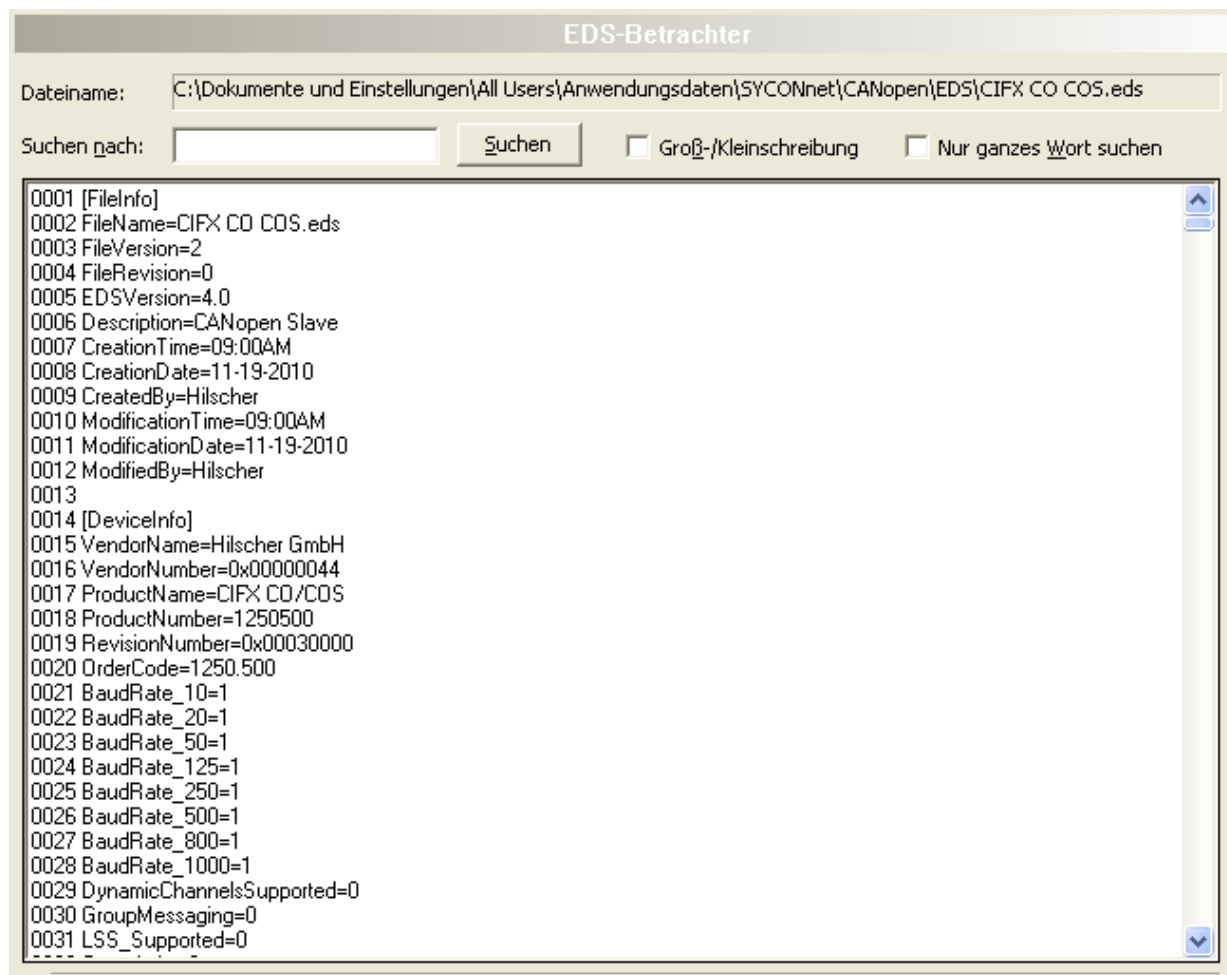 EDS-Betrachter
Dateiname: C:\Dokumente und Einstellungen\All Users\Anwendungsdaten\SYCONnet\CANopen\EDS\CIFX CO COS.eds
Suchen nach: Suchen Groß-/Kleinschreibung Nur ganzes Wort suchen
0001 [FileInfo]
0002 FileName=CIFX CO COS.eds
0003 FileVersion=2
0004 FileRevision=0
0005 EDSVersion=4.0
0006 Description=CANopen Slave
0007 CreationTime=09:00AM
0008 CreationDate=11-19-2010
0009 CreatedBy=Hilscher
0010 ModificationTime=09:00AM
0011 ModificationDate=11-19-2010
0012 ModifiedBy=Hilscher
0013
0014 [DeviceInfo]
0015 VendorName=Hilscher GmbH
0016 VendorNumber=0x00000044
0017 ProductName=CIFX CO/COS
0018 ProductNumber=1250500
0019 RevisionNumber=0x00030000
0020 OrderCode=1250.500
0021 BaudRate_10=1
0022 BaudRate_20=1
0023 BaudRate_50=1
0024 BaudRate_125=1
0025 BaudRate_250=1
0026 BaudRate_500=1
0027 BaudRate_800=1
0028 BaudRate_1000=1
0029 DynamicChannelsSupported=0
0030 GroupMessaging=0
0031 LSS_Supported=0